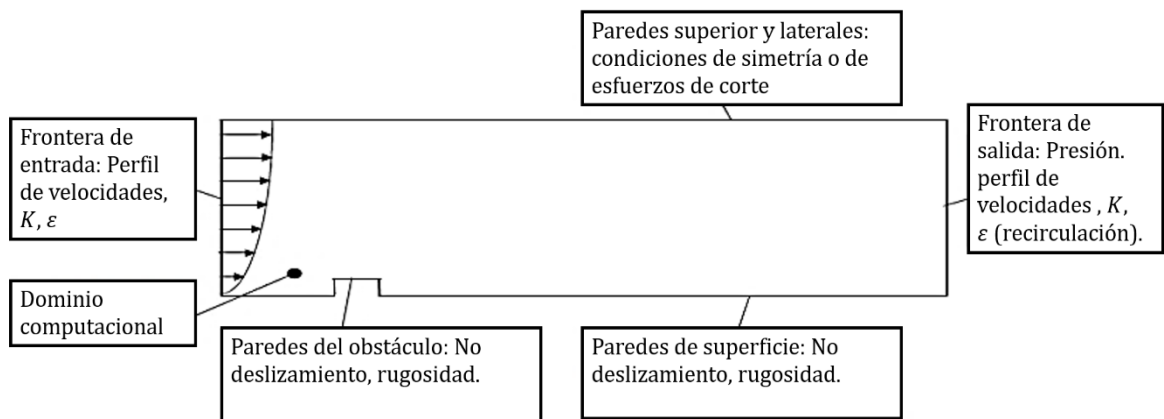 Paredes superior y laterales:
condiciones de simetría o de
esfuerzos de corte
Frontera de
entrada: Perfil
de velocidades,
K, ε
Frontera de
salida: Presión.
perfil de
velocidades , K,
ε (recirculación).
Dominio
computacional
Paredes del obstáculo: No
deslizamiento, rugosidad.
Paredes de superficie: No
deslizamiento, rugosidad.